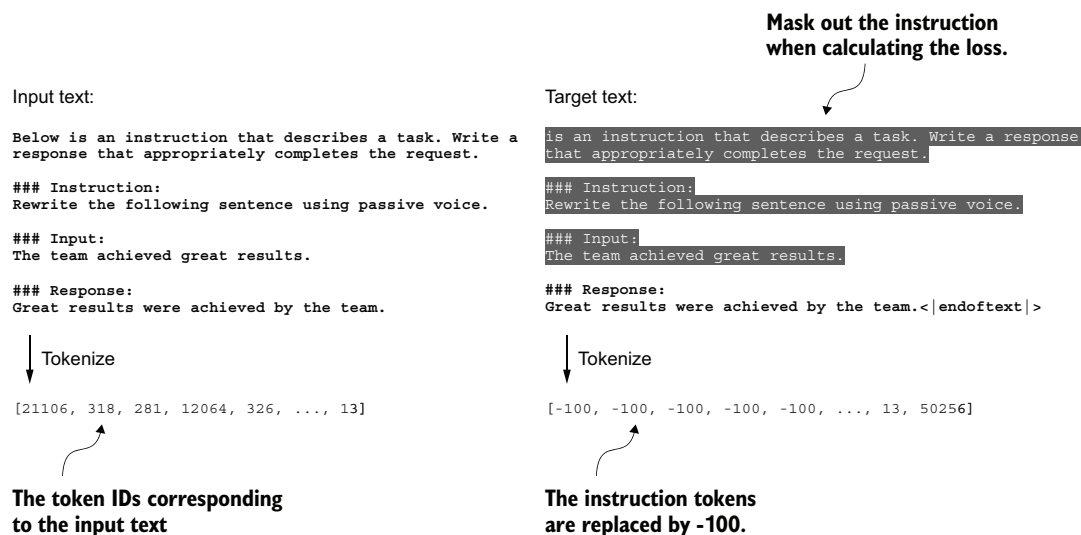 Mask out the instruction
when calculating the loss.
Input text:
Below is an instruction that describes a task. Write a
response that appropriately completes the request.
### Instruction:
Rewrite the following sentence using passive voice.
### Input:
The team achieved great results.
### Response:
Great results were achieved by the team.
Tokenize
[21106, 318, 281, 12064, 326, ..., 13]
The token IDs corresponding
to the input text
Target text:
is an instruction that describes a task. Write a response
that appropriately completes the request.
### Instruction:
Rewrite the following sentence using passive voice.
### Input:
The team achieved great results.
### Response:
Great results were achieved by the team.<|endoftext|>
Tokenize
[-100, -100, -100, -100, -100, ..., 13, 50256]
The instruction tokens
are replaced by -100.